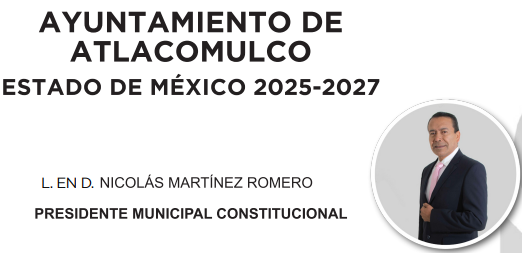 AYUNTAMIENTO DE
ATLACOMULCO
ESTADO DE MÉXICO 2025-2027
L. EN D. NICOLÁS MARTÍNEZ ROMERO
PRESIDENTE MUNICIPAL CONSTITUCIONAL